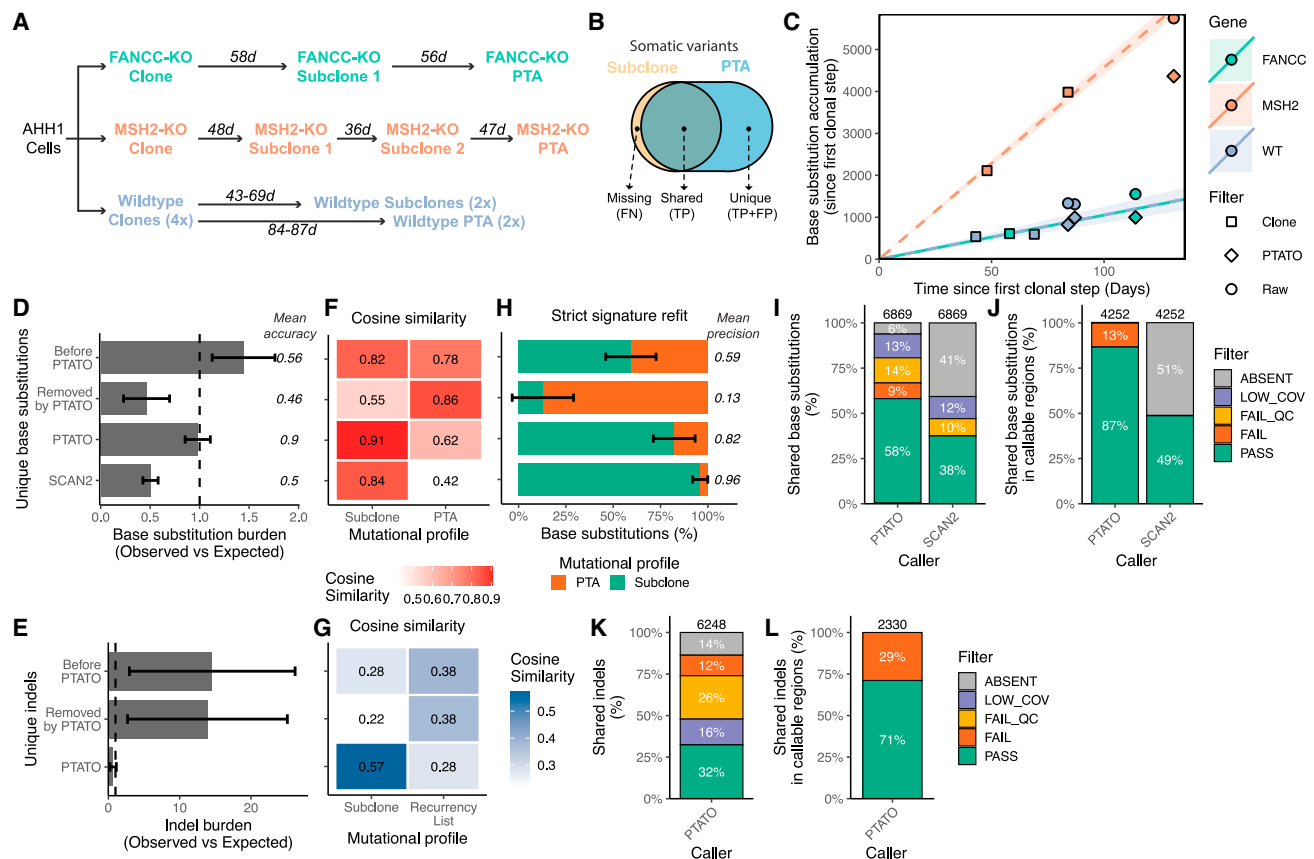 A
AHH1
Cells
FANCC-KO
Clone
58d
FANCC-KO
Subclone 1
56d
FANCC-KO
PTA
MSH2-KO
Clone
48d
MSH2-KO
Subclone 1
36d
MSH2-KO
Subclone 2
47d
MSH2-KO
PTA
Wildtype
Clones (4x)
43-69d
Wildtype Subclones (2x)
Wildtype PTA (2x)
84-87d
B
Somatic variants
Subclone
PTA
Missing
(FN)
Shared
(TP)
Unique
(TP+FP)
C
Base substitution accumulation
(since first clonal step)
5000
4000
3000
2000
1000
0
0
50
100
Time since first clonal step (Days)
Gene
FANCC
MSH2
WT
Filter
Clone
PTATO
Raw
D
Unique base substitutions
Mean
accuracy
Before
PTATO
0.56
Removed
by PTATO
0.46
PTATO
0.9
SCAN2
0.5
0.0
0.5
1.0
1.5
2.0
Base substitution burden
(Observed vs Expected)
F
Cosine similarity
0.82
0.78
0.55
0.86
0.91
0.62
0.84
0.42
Subclone
PTA
Mutational profile
Cosine
Similarity
0.5 0.6 0.7 0.8 0.9
H
Strict signature refit
Mean
precision
0.59
0.13
0.82
0.96
0%
25%
50%
75%
100%
Base substitutions (%)
Mutational profile
PTA
Subclone
I
Shared base substitutions
(%)
100%
75%
50%
25%
0%
6869
6869
6%
13%
14%
9%
58%
41%
12%
10%
38%
PTATO
SCAN2
Caller
J
Shared base substitutions
in callable regions (%)
100%
75%
50%
25%
0%
4252
4252
13%
87%
51%
49%
PTATO
SCAN2
Caller
Filter
ABSENT
LOW_COV
FAIL_QC
FAIL
PASS
E
Unique indels
Before
PTATO
Removed
by PTATO
PTATO
0
10
20
Indel burden
(Observed vs Expected)
G
Cosine similarity
0.28
0.38
0.22
0.38
0.57
0.28
Subclone
Recurrency
List
Mutational profile
Cosine
Similarity
0.5
0.4
0.3
K
Shared indels
(%)
100%
75%
50%
25%
0%
6248
14%
12%
26%
16%
32%
PTATO
Caller
L
Shared indels
in callable regions (%)
100%
75%
50%
25%
0%
2330
29%
71%
PTATO
Caller
Filter
ABSENT
LOW_COV
FAIL_QC
FAIL
PASS